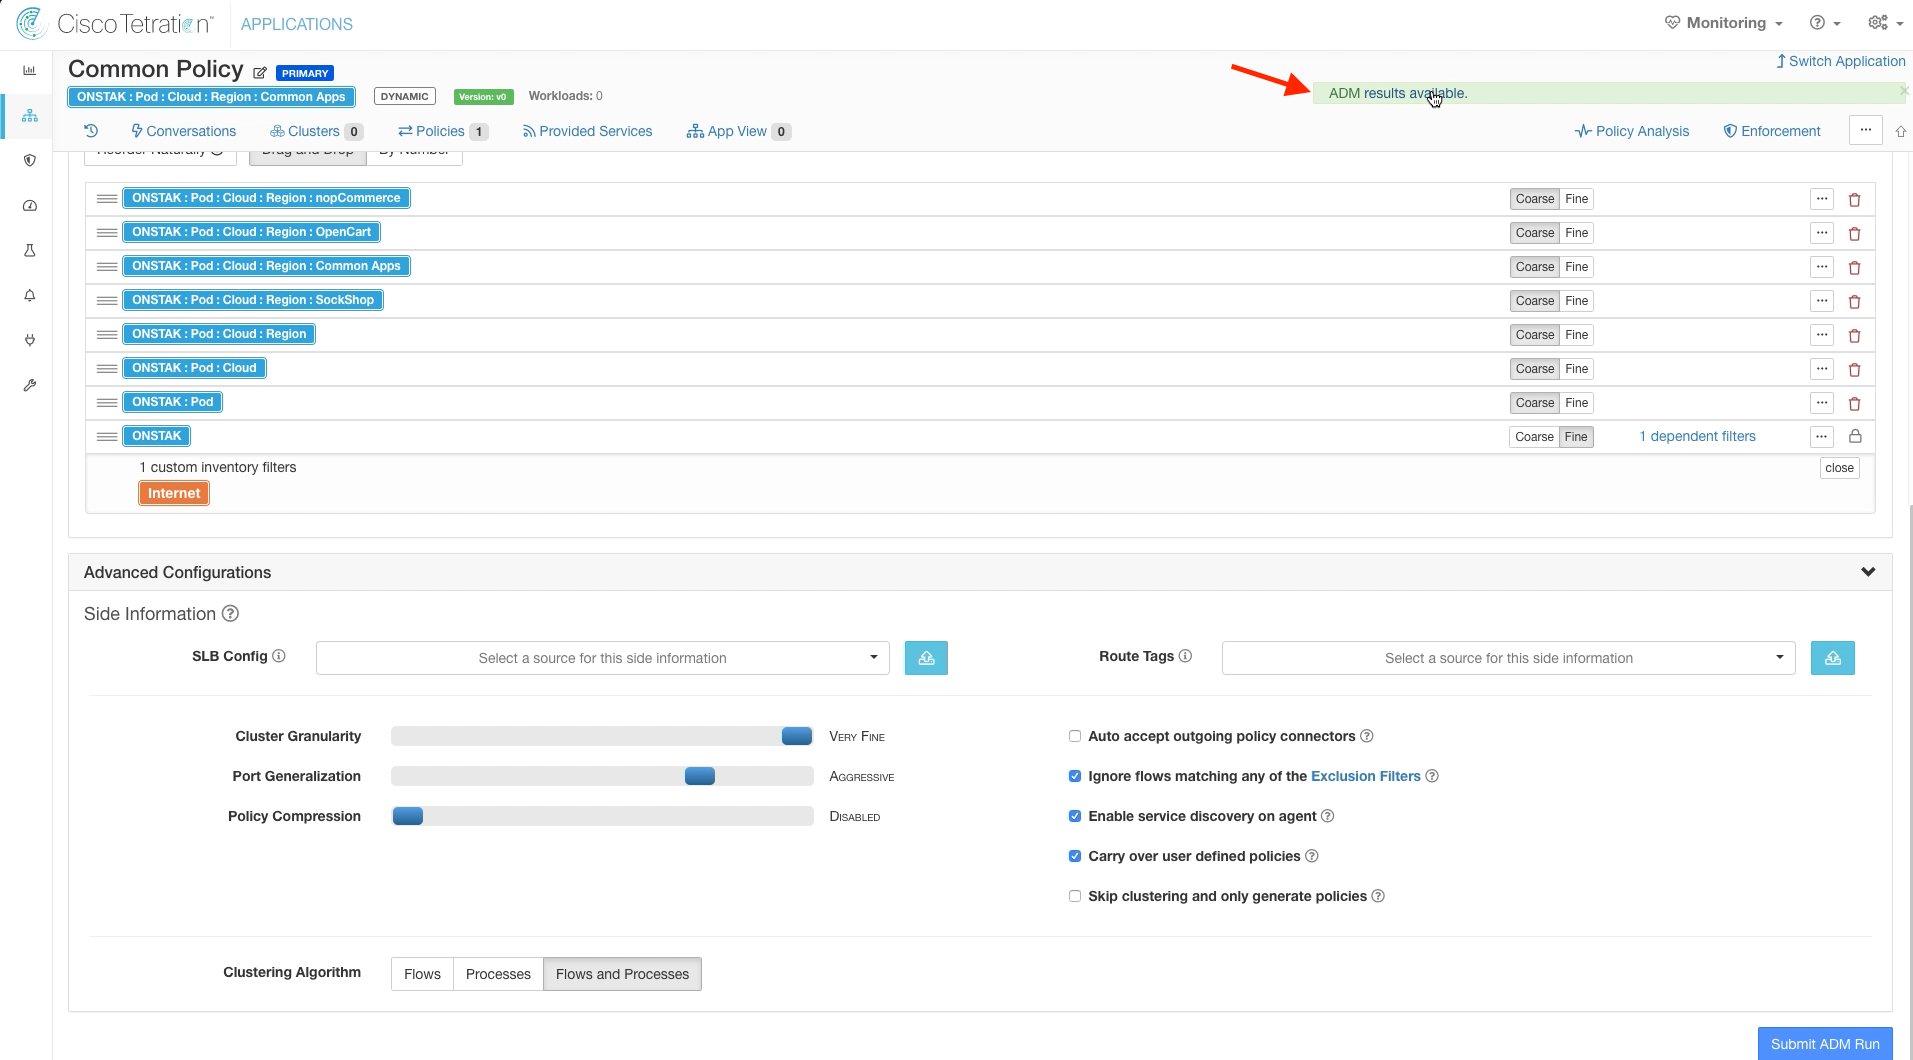 Cisco Tetration™ APPLICATIONS Monitoring
Common Policy PRIMARY Switch Application
ONSTAK : Pod : Cloud : Region : Common Apps DYNAMIC Version: v0 Workloads: 0 ADM results available.
Conversations Clusters 0 Policies 1 Provided Services App View 0 Policy Analysis Enforcement ...
Reorder Naturally Drag and Drop By Number
ONSTAK : Pod : Cloud : Region : nopCommerce Coarse Fine ...
ONSTAK : Pod : Cloud : Region : OpenCart Coarse Fine ...
ONSTAK : Pod : Cloud : Region : Common Apps Coarse Fine ...
ONSTAK : Pod : Cloud : Region : SockShop Coarse Fine ...
ONSTAK : Pod : Cloud : Region Coarse Fine ...
ONSTAK : Pod : Cloud Coarse Fine ...
ONSTAK : Pod Coarse Fine ...
ONSTAK Coarse Fine 1 dependent filters ...
1 custom inventory filters close
Internet
Advanced Configurations
Side Information ?
SLB Config Select a source for this side information Route Tags Select a source for this side information
Cluster Granularity VERY FINE Auto accept outgoing policy connectors ?
Port Generalization AGGRESSIVE Ignore flows matching any of the Exclusion Filters ?
Policy Compression DISABLED Enable service discovery on agent ?
Carry over user defined policies ?
Skip clustering and only generate policies ?
Clustering Algorithm Flows Processes Flows and Processes
Submit ADM Run